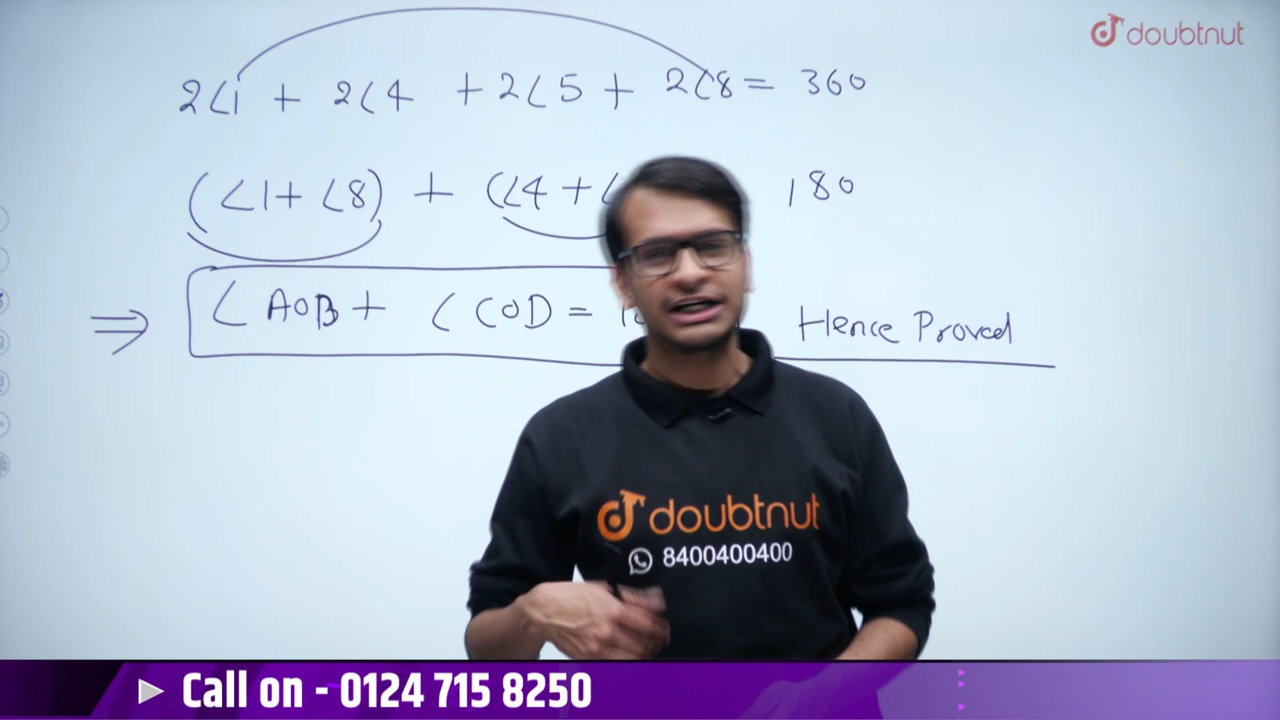 doubtnut
2∠1 + 2∠4 + 2∠5 + 2∠8 = 360
(∠1 + ∠8) + (∠4 + ∠ 180
⇒ ∠AOB + ∠COD = Hence Proved
doubtnut
8400400400
Call on - 0124 715 8250